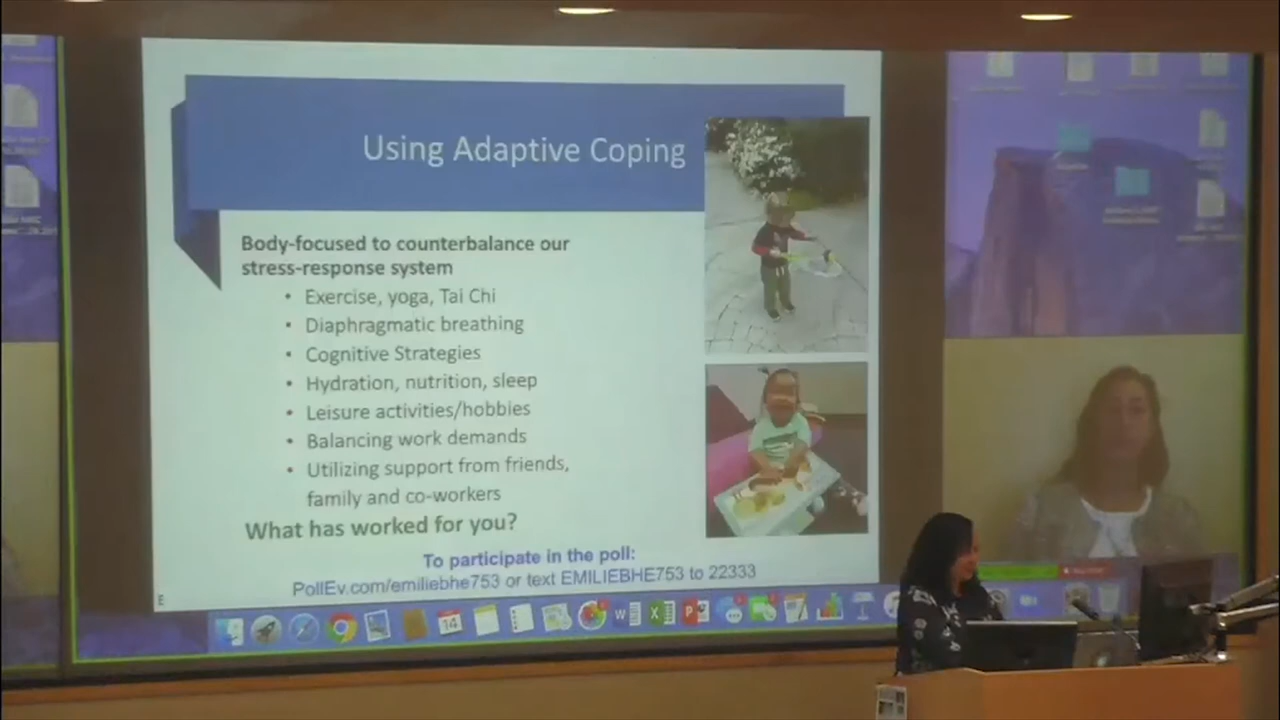 Using Adaptive Coping
Body-focused to counterbalance our
stress-response system
• Exercise, yoga, Tai Chi
• Diaphragmatic breathing
• Cognitive Strategies
• Hydration, nutrition, sleep
• Leisure activities/hobbies
• Balancing work demands
• Utilizing support from friends,
family and co-workers
What has worked for you?
To participate in the poll:
PollEv.com/emiliebhe753 or text EMILIEBHE753 to 22333
E
14